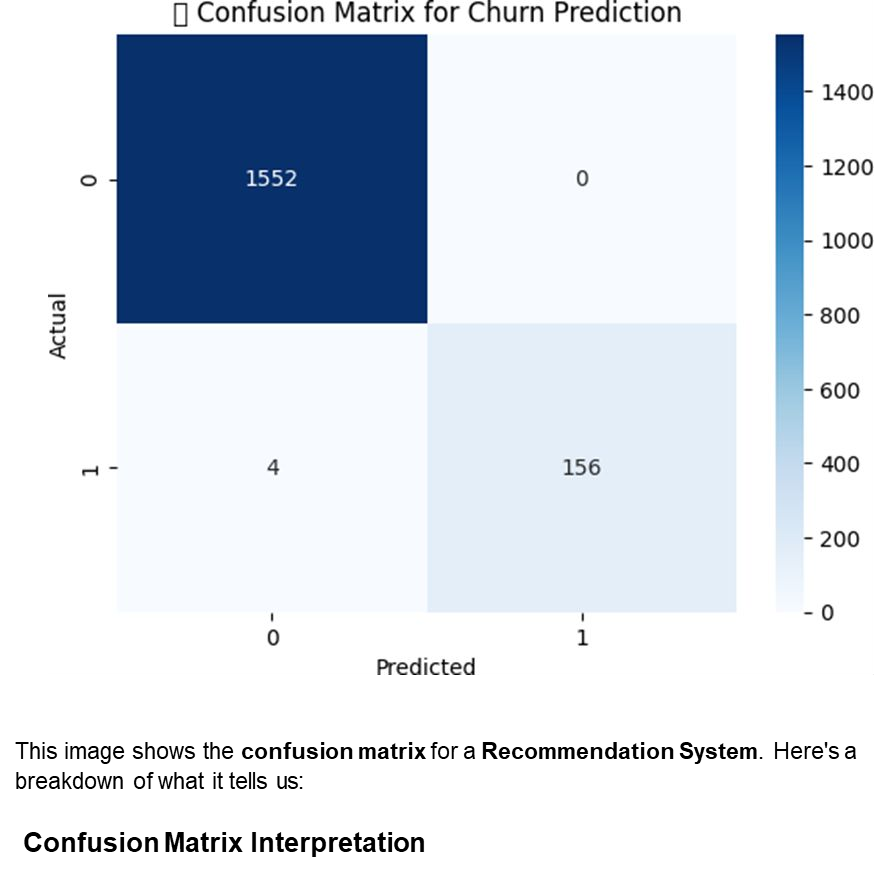 ▯ Confusion Matrix for Churn Prediction
1400
1552
0
0
1200
1000
Actual
800
600
4
156
1
400
200
0
0
1
Predicted
This image shows the confusion matrix for a Recommendation System. Here's a
breakdown of what it tells us:
Confusion Matrix Interpretation